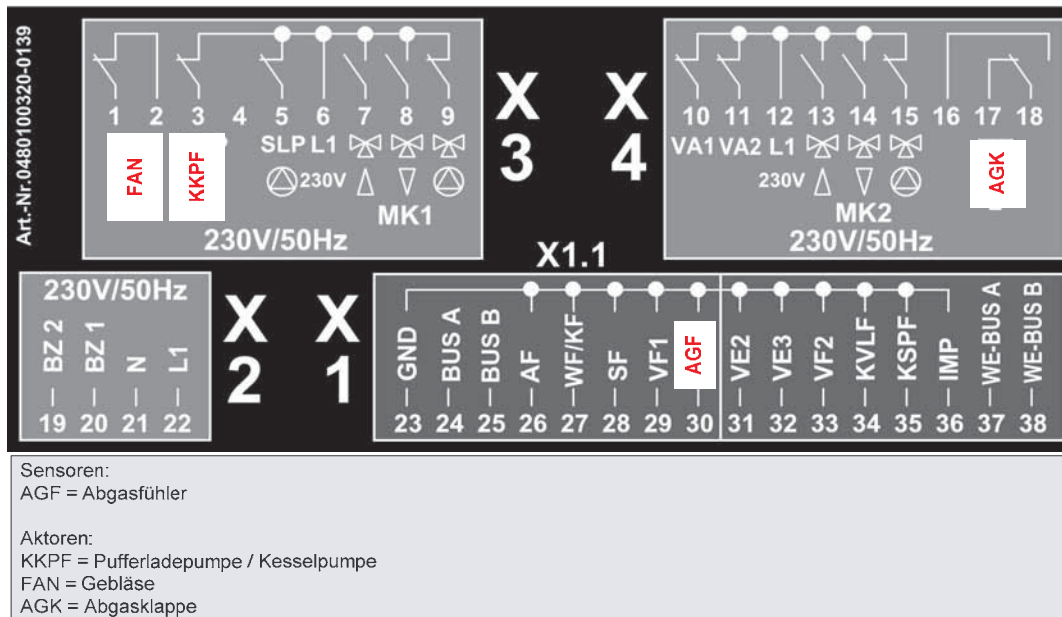 Art.-Nr.0480100320-0139
1 2 3 4 5 6 7 8 9
FAN
KKPF
SLP L1
230V
MK1
230V/50Hz
X
3
X
4
10 11 12 13 14 15 16 17 18
VA1 VA2 L1
AGK
230V
MK2
230V/50Hz
X1.1
230V/50Hz
BZ 2
BZ 1
N
L1
19 20 21 22
X
2
X
1
GND
BUS A
BUS B
AF
WF/KF
SF
VF1
AGF
VE2
VE3
VF2
KVLF
KSPF
IMP
WE-BUS A
WE-BUS B
23 24 25 26 27 28 29 30 31 32 33 34 35 36 37 38
Sensoren:
AGF = Abgasfühler
Aktoren:
KKPF = Pufferladepumpe / Kesselpumpe
FAN = Gebläse
AGK = Abgasklappe